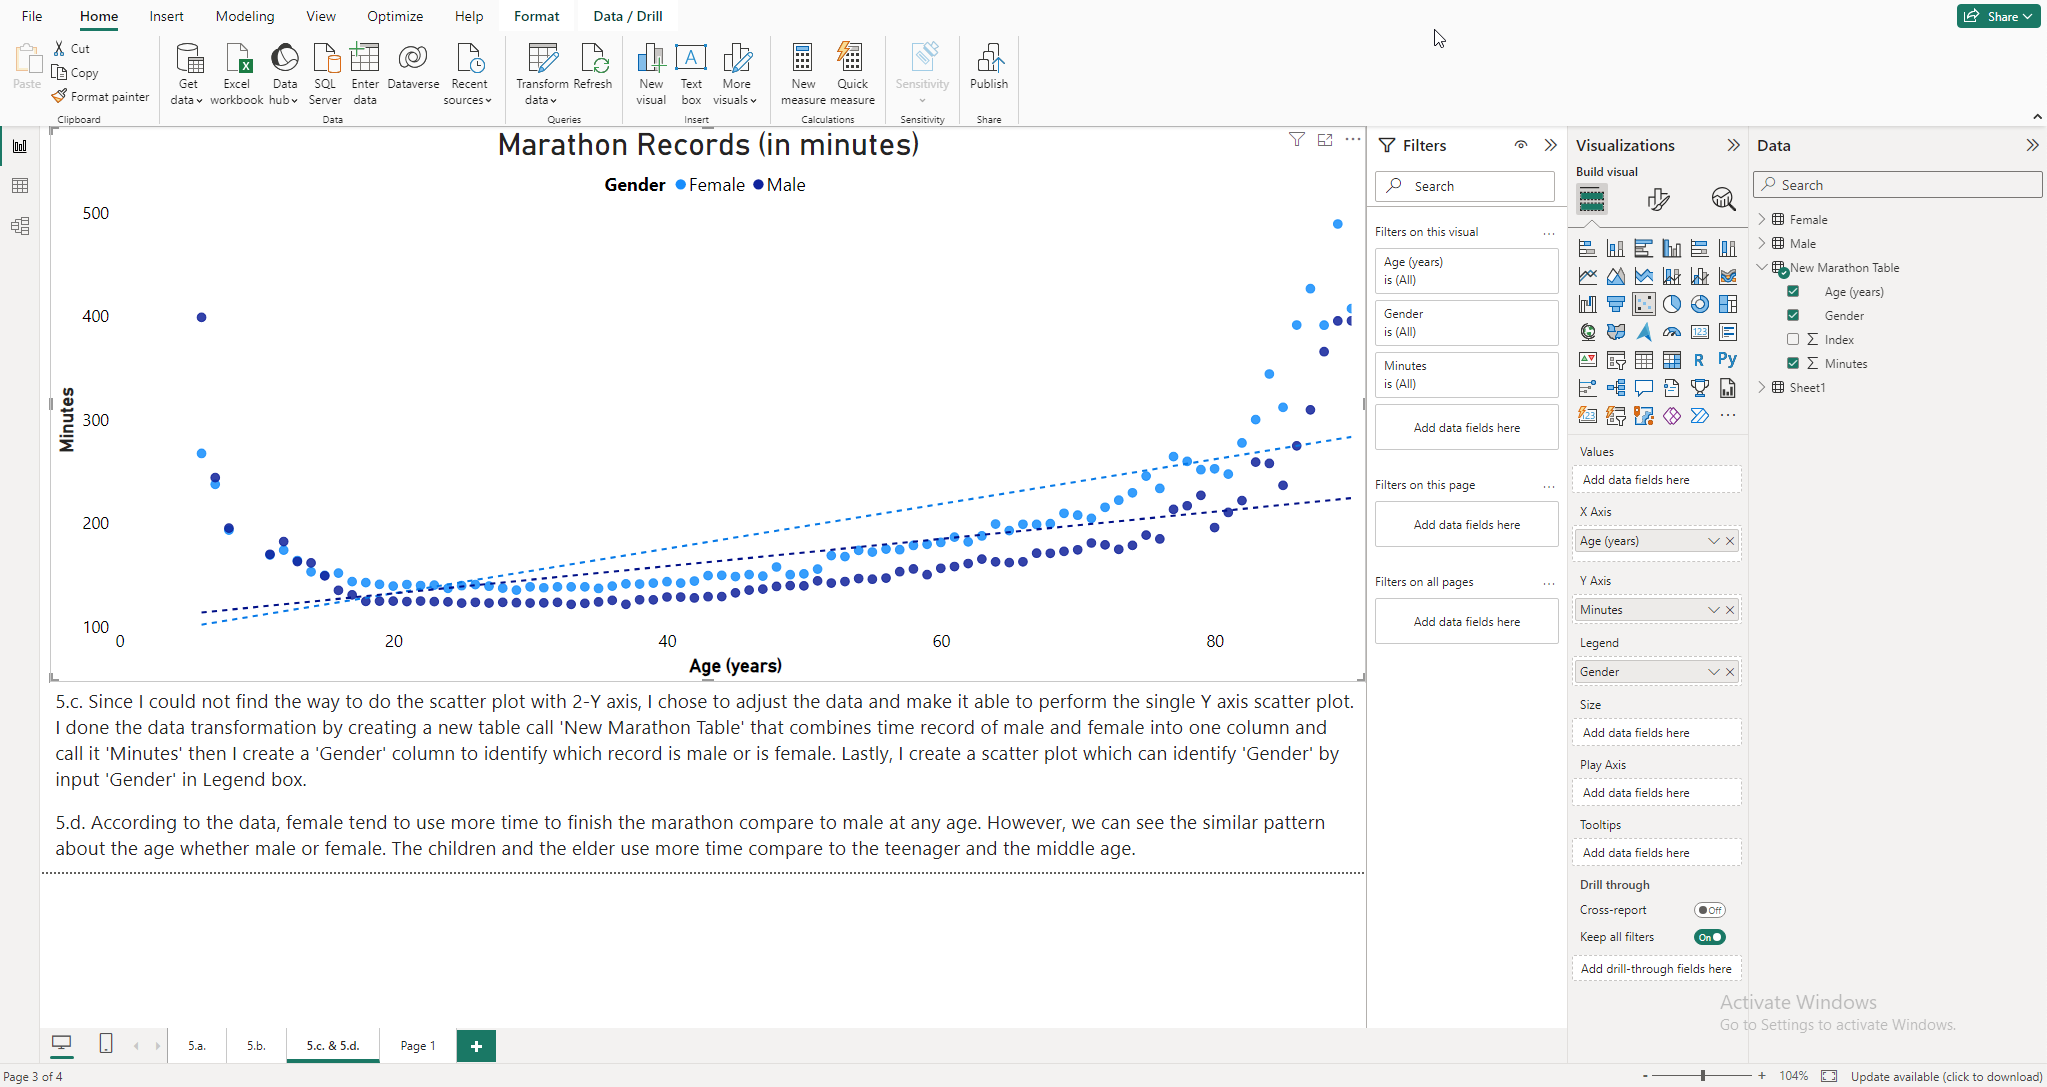 File Home Insert Modeling View Optimize Help Format Data / Drill Share
Paste Cut
Copy
Format painter
Get data Excel workbook Data hub SQL Server Enter data Dataverse Recent sources Transform data Refresh New visual Text box More visuals New measure Quick measure Sensitivity Publish
Clipboard Data Queries Insert Calculations Sensitivity Share
Marathon Records (in minutes)
Gender Female Male
500
400
300
200
100
Minutes
0 20 40 60 80
Age (years)
5.c. Since I could not find the way to do the scatter plot with 2-Y axis, I chose to adjust the data and make it able to perform the single Y axis scatter plot.
I done the data transformation by creating a new table call 'New Marathon Table' that combines time record of male and female into one column and
call it 'Minutes' then I create a 'Gender' column to identify which record is male or is female. Lastly, I create a scatter plot which can identify 'Gender' by
input 'Gender' in Legend box.
5.d. According to the data, female tend to use more time to finish the marathon compare to male at any age. However, we can see the similar pattern
about the age whether male or female. The children and the elder use more time compare to the teenager and the middle age.
Filters
Search
Filters on this visual ...
Age (years)
is (All)
Gender
is (All)
Minutes
is (All)
Add data fields here
Filters on this page ...
Add data fields here
Filters on all pages ...
Add data fields here
Visualizations
Build visual
123
R Py
123
Values
Add data fields here
X Axis
Age (years)
Y Axis
Minutes
Legend
Gender
Size
Add data fields here
Play Axis
Add data fields here
Tooltips
Add data fields here
Drill through
Cross-report Off
Keep all filters On
Add drill-through fields here
Data
Search
Female
Male
New Marathon Table
Age (years)
Gender
Index
Minutes
Sheet1
Activate Windows
Go to Settings to activate Windows.
5.a. 5.b. 5.c. & 5.d. Page 1 +
Page 3 of 4 - + 104% Update available (click to download)